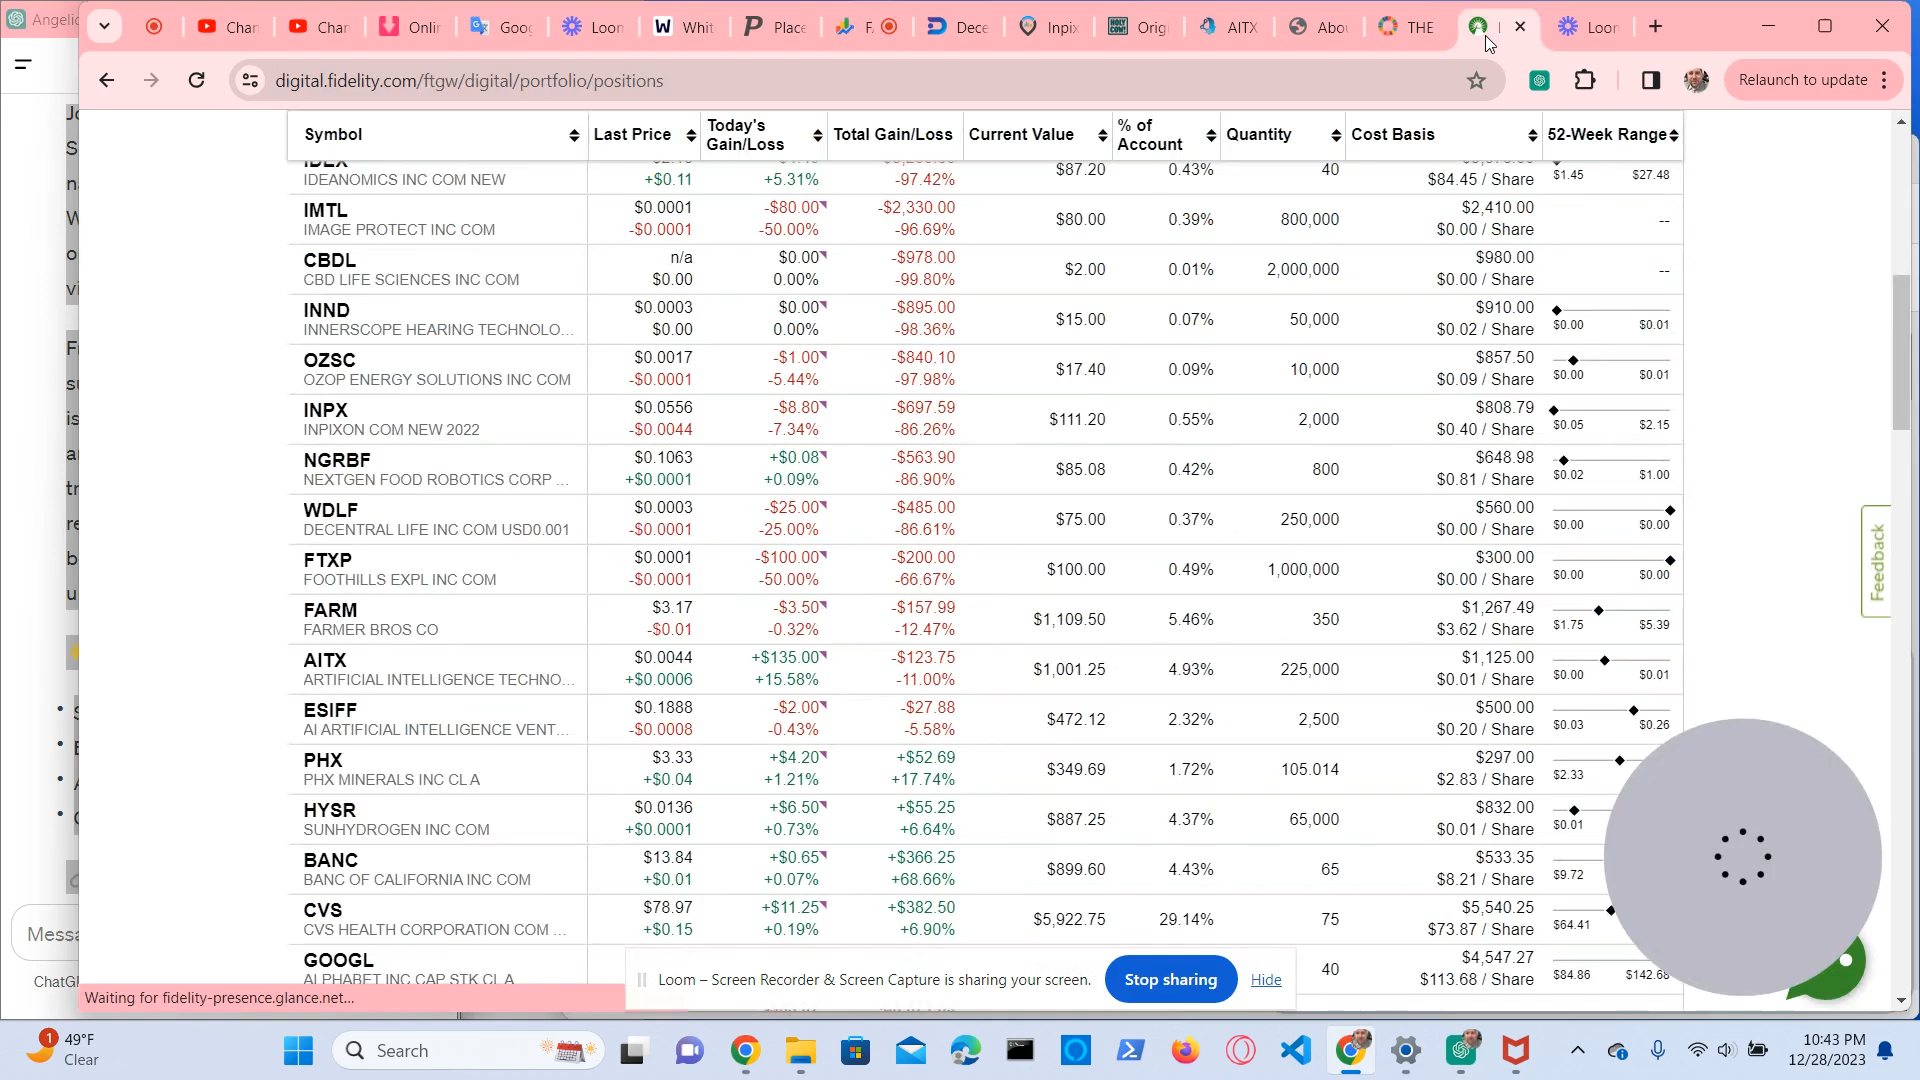 Angelic
Chan
Chan
Onlin
Goog
Loon
Whit
Place
F
Dece
Inpix
Orig
AITX
Abou
THE
Loon
digital.fidelity.com/ftgw/digital/portfolio/positions
Relaunch to update
Symbol
Last Price
Today's Gain/Loss
Total Gain/Loss
Current Value
% of Account
Quantity
Cost Basis
52-Week Range
IDEX
IDEANOMICS INC COM NEW
+$0.11
+5.31%
-97.42%
$87.20
0.43%
40
$84.45 / Share
$1.45 $27.48
IMTL $0.0001 -$80.00 -$2,330.00 $80.00 0.39% 800,000 $2,410.00 --
IMAGE PROTECT INC COM -$0.0001 -50.00% -96.69% $0.00 / Share
CBDL n/a $0.00 -$978.00 $2.00 0.01% 2,000,000 $980.00 --
CBD LIFE SCIENCES INC COM $0.00 0.00% -99.80% $0.00 / Share
INND $0.0003 $0.00 -$895.00 $15.00 0.07% 50,000 $910.00
INNERSCOPE HEARING TECHNOLO... $0.00 0.00% -98.36% $0.02 / Share $0.00 $0.01
OZSC $0.0017 -$1.00 -$840.10 $17.40 0.09% 10,000 $857.50
OZOP ENERGY SOLUTIONS INC COM -$0.0001 -5.44% -97.98% $0.09 / Share $0.00 $0.01
INPX $0.0556 -$8.80 -$697.59 $111.20 0.55% 2,000 $808.79
INPIXON COM NEW 2022 -$0.0044 -7.34% -86.26% $0.40 / Share $0.05 $2.15
NGRBF $0.1063 +$0.08 -$563.90 $85.08 0.42% 800 $648.98
NEXTGEN FOOD ROBOTICS CORP ... +$0.0001 +0.09% -86.90% $0.81 / Share $0.02 $1.00
WDLF $0.0003 -$25.00 -$485.00 $75.00 0.37% 250,000 $560.00
DECENTRAL LIFE INC COM USD0.001 -$0.0001 -25.00% -86.61% $0.00 / Share $0.00 $0.00
FTXP $0.0001 -$100.00 -$200.00 $100.00 0.49% 1,000,000 $300.00
FOOTHILLS EXPL INC COM -$0.0001 -50.00% -66.67% $0.00 / Share $0.00 $0.00
FARM $3.17 -$3.50 -$157.99 $1,109.50 5.46% 350 $1,267.49
FARMER BROS CO -$0.01 -0.32% -12.47% $3.62 / Share $1.75 $5.39
AITX $0.0044 +$135.00 -$123.75 $1,001.25 4.93% 225,000 $1,125.00
ARTIFICIAL INTELLIGENCE TECHNO... +$0.0006 +15.58% -11.00% $0.01 / Share $0.00 $0.01
ESIFF $0.1888 -$2.00 -$27.88 $472.12 2.32% 2,500 $500.00
AI ARTIFICIAL INTELLIGENCE VENT... -$0.0008 -0.43% -5.58% $0.20 / Share $0.03 $0.26
PHX $3.33 +$4.20 +$52.69 $349.69 1.72% 105.014 $297.00
PHX MINERALS INC CL A +$0.04 +1.21% +17.74% $2.83 / Share $2.33
HYSR $0.0136 +$6.50 +$55.25 $887.25 4.37% 65,000 $832.00
SUNHYDROGEN INC COM +$0.0001 +0.73% +6.64% $0.01 / Share $0.01
BANC $13.84 +$0.65 +$366.25 $899.60 4.43% 65 $533.35
BANC OF CALIFORNIA INC COM +$0.01 +0.07% +68.66% $8.21 / Share $9.72
CVS $78.97 +$11.25 +$382.50 $5,922.75 29.14% 75 $5,540.25
CVS HEALTH CORPORATION COM ... +$0.15 +0.19% +6.90% $73.87 / Share $64.41
GOOGL 40 $4,547.27
ALPHABET INC CAP STK CL A $113.68 / Share $84.86 $142.68
Feedback
Messa
ChatGP
Waiting for fidelity-presence.glance.net...
Loom – Screen Recorder & Screen Capture is sharing your screen.
Stop sharing
Hide
1
49°F
Clear
Search
10:43 PM
12/28/2023